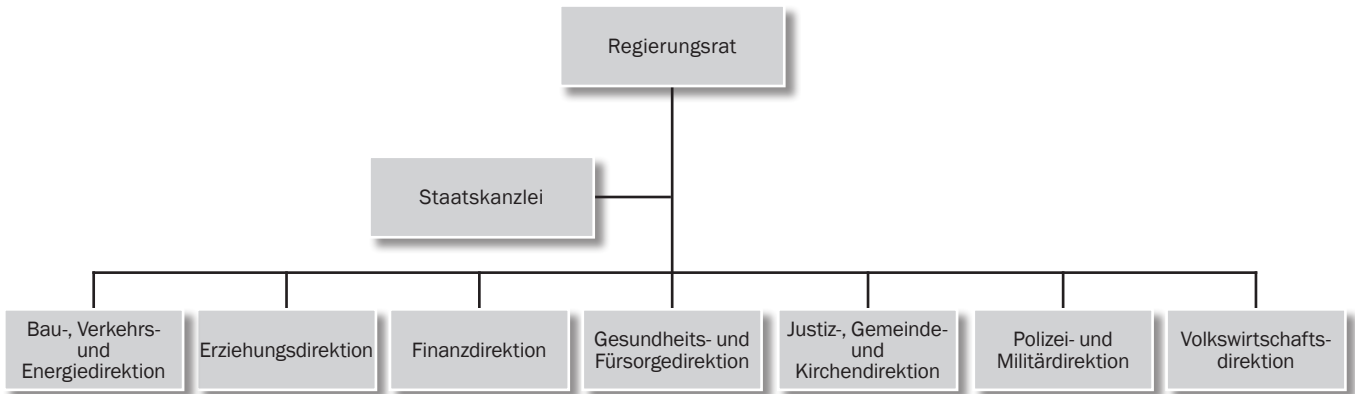 Regierungsrat
Staatskanzlei
Bau-, Verkehrs-
und
Energiedirektion
Erziehungsdirektion
Finanzdirektion
Gesundheits- und
Fürsorgedirektion
Justiz-, Gemeinde-
und
Kirchendirektion
Polizei- und
Militärdirektion
Volkswirtschafts-
direktion